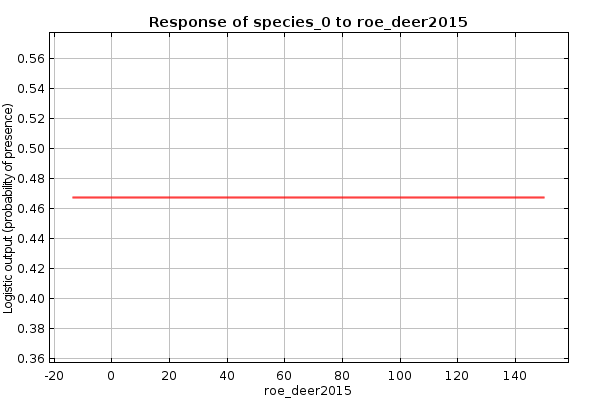 Response of species_0 to roe_deer2015
Logistic output (probability of presence)
0.56
0.54
0.52
0.50
0.48
0.46
0.44
0.42
0.40
0.38
0.36
-20 0 20 40 60 80 100 120 140
roe_deer2015